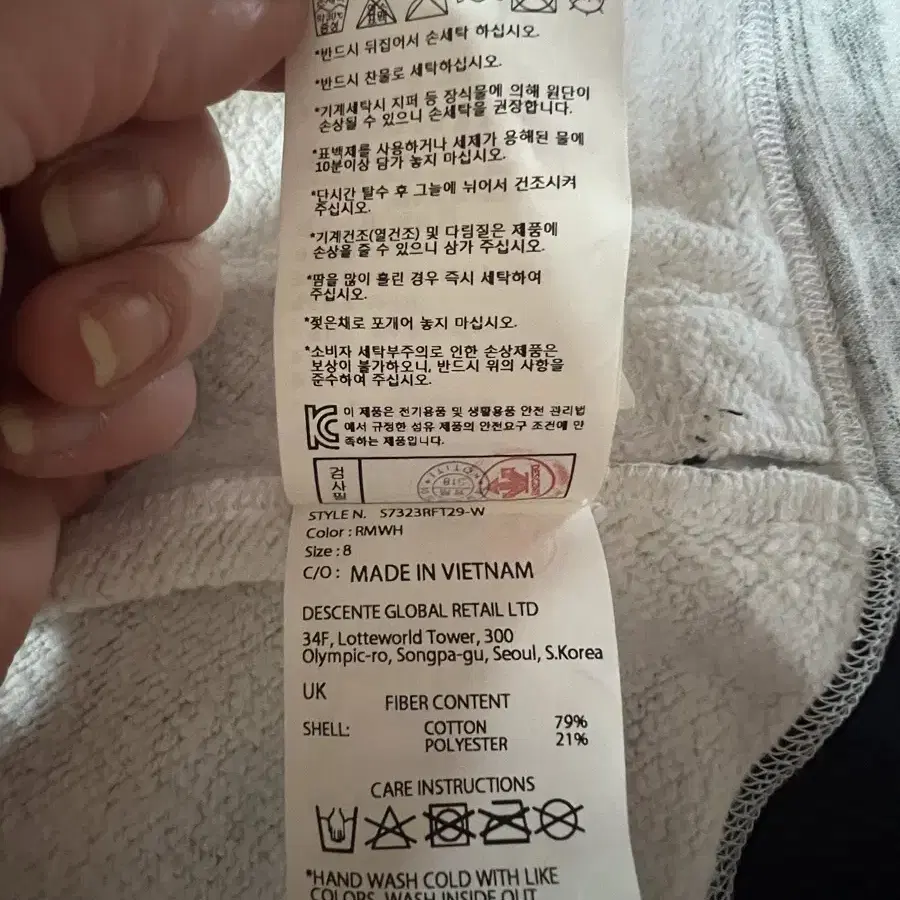 *반드시 뒤집어서 손세탁 하십시오.
*반드시 찬물로 세탁하십시오.
*기계세탁시 지퍼 등 장식물에 의해 원단이
손상될 수 있으니 손세탁을 권장합니다.
*표백제를 사용하거나 세제가 용해된 물에
10분이상 담가 놓지 마십시오.
*단시간 탈수 후 그늘에 뉘어서 건조시켜
주십시오.
*기계건조(열건조) 및 다림질은 제품에
손상을 줄 수 있으니 삼가 주십시오.
*땀을 많이 흘린 경우 즉시 세탁하여
주십시오.
*젖은채로 포개어 놓지 마십시오.
*소비자 세탁부주의로 인한 손상제품은
보상이 불가하오니, 반드시 위의 사항을
준수하여 주십시오.
이 제품은 전기용품 및 생활용품 안전 관리법
에서 규정한 섬유 제품의 안전요구 조건에 만
족하는 제품입니다.
검사필
DESCENTE
STYLE N. S7323RFT29-W
Color : RMWH
Size : 8
C/O : MADE IN VIETNAM
DESCENTE GLOBAL RETAIL LTD
34F, Lotteworld Tower, 300
Olympic-ro, Songpa-gu, Seoul, S.Korea
UK
FIBER CONTENT
SHELL: COTTON 79%
POLYESTER 21%
CARE INSTRUCTIONS
*HAND WASH COLD WITH LIKE
COLORS. WASH INSIDE OUT